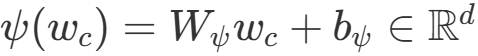 ψ(w_c) = W_ψ w_c + b_ψ ∈ ℝ^d